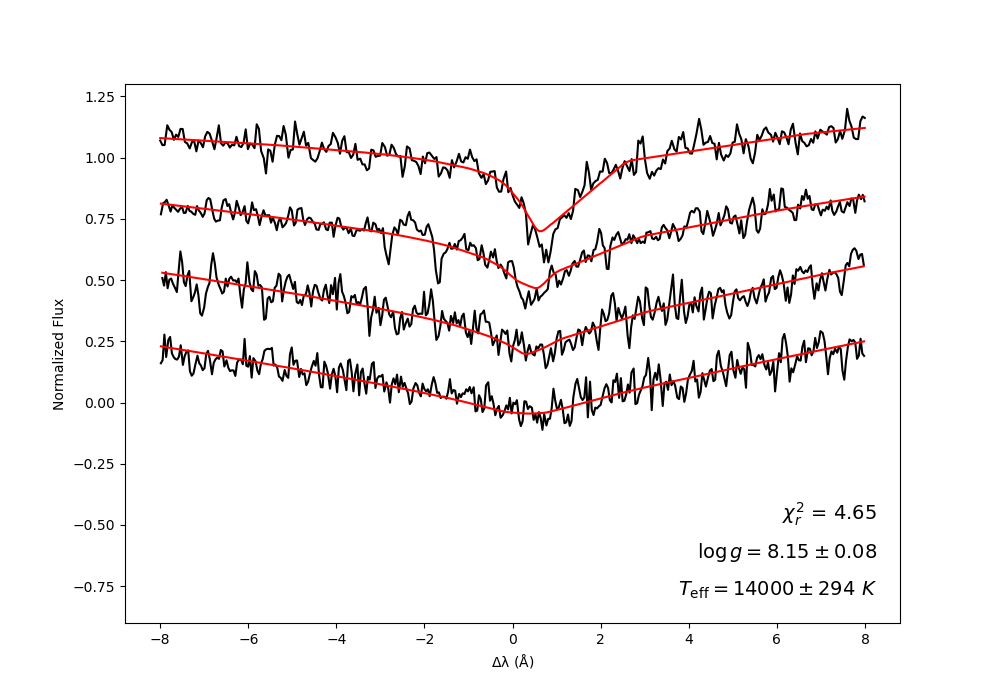 1.25
1.00
0.75
0.50
0.25
0.00
−0.25
−0.50
−0.75
Normalized Flux
χ²ᵣ = 4.65
log g = 8.15 ± 0.08
T_eff = 14000 ± 294 K
−8 −6 −4 −2 0 2 4 6 8
Δλ (Å)